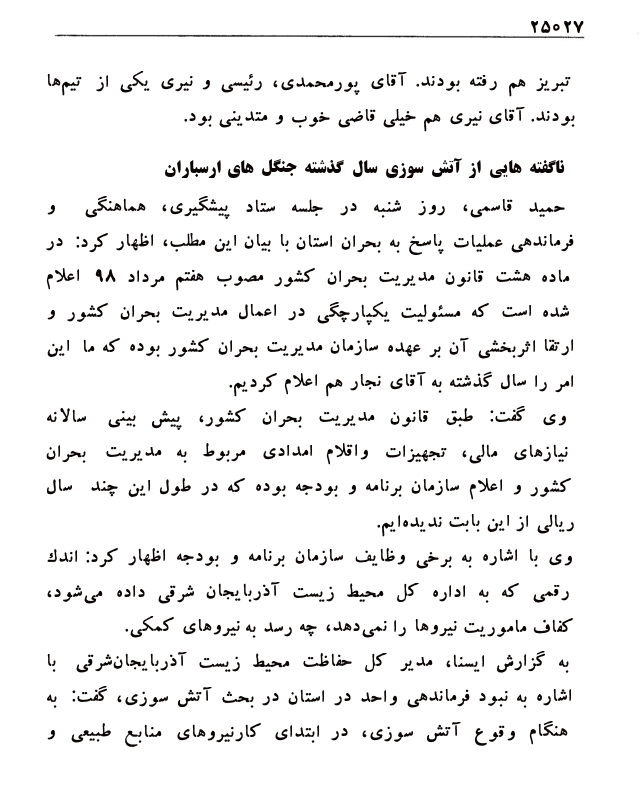 ۲۵۰۲۷
تبریز هم رفته بودند. آقای پورمحمدی، رئیسی و نیری یکی از تیم‌ها
بودند. آقای نیری هم خیلی قاضی خوب و متدینی بود.
ناگفته هایی از آتش سوزی سال گذشته جنگل های ارسباران
حمید قاسمی، روز شنبه در جلسه ستاد پیشگیری، هماهنگی و
فرماندهی عملیات پاسخ به بحران استان با بیان این مطلب، اظهار کرد: در
ماده هشت قانون مدیریت بحران کشور مصوب هفتم مرداد ۹۸ اعلام
شده است که مسئولیت یکپارچگی در اعمال مدیریت بحران کشور و
ارتقا اثربخشی آن بر عهده سازمان مدیریت بحران کشور بوده که ما این
امر را سال گذشته به آقای نجار هم اعلام کردیم.
وی گفت: طبق قانون مدیریت بحران کشور، پیش بینی سالانه
نیازهای مالی، تجهیزات واقلام امدادی مربوط به مدیریت بحران
کشور و اعلام سازمان برنامه و بودجه بوده که در طول این چند سال
ریالی از این بابت ندیده‌ایم.
وی با اشاره به برخی وظایف سازمان برنامه و بودجه اظهار کرد: اندك
رقمی که به اداره کل محیط زیست آذربایجان شرقی داده می‌شود،
کفاف ماموریت نیروها را نمی‌دهد، چه رسد به نیروهای کمکی.
به گزارش ایسنا، مدیر کل حفاظت محیط زیست آذربایجان‌شرقی با
اشاره به نبود فرماندهی واحد در استان در بحث آتش سوزی، گفت: به
هنگام وقوع آتش سوزی، در ابتدای کارنیروهای منابع طبیعی و